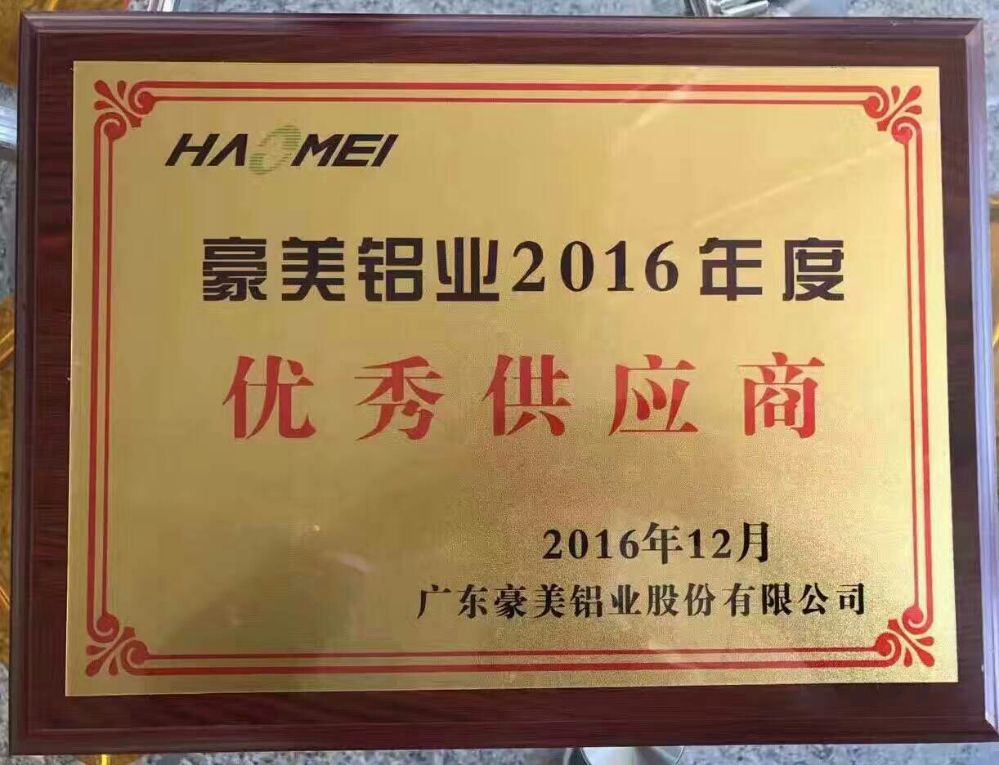 HAOMEI
豪美铝业2016年度
优秀供应商
2016年12月
广东豪美铝业股份有限公司